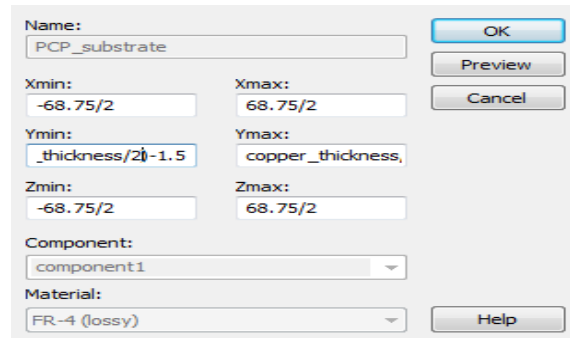 Name:
PCP_substrate
OK
Preview
Xmin:
Xmax:
Cancel
-68.75/2
68.75/2
Ymin:
Ymax:
_thickness/2)-1.5
copper_thickness,
Zmin:
Zmax:
-68.75/2
68.75/2
Component:
component1
Material:
FR-4 (lossy)
Help